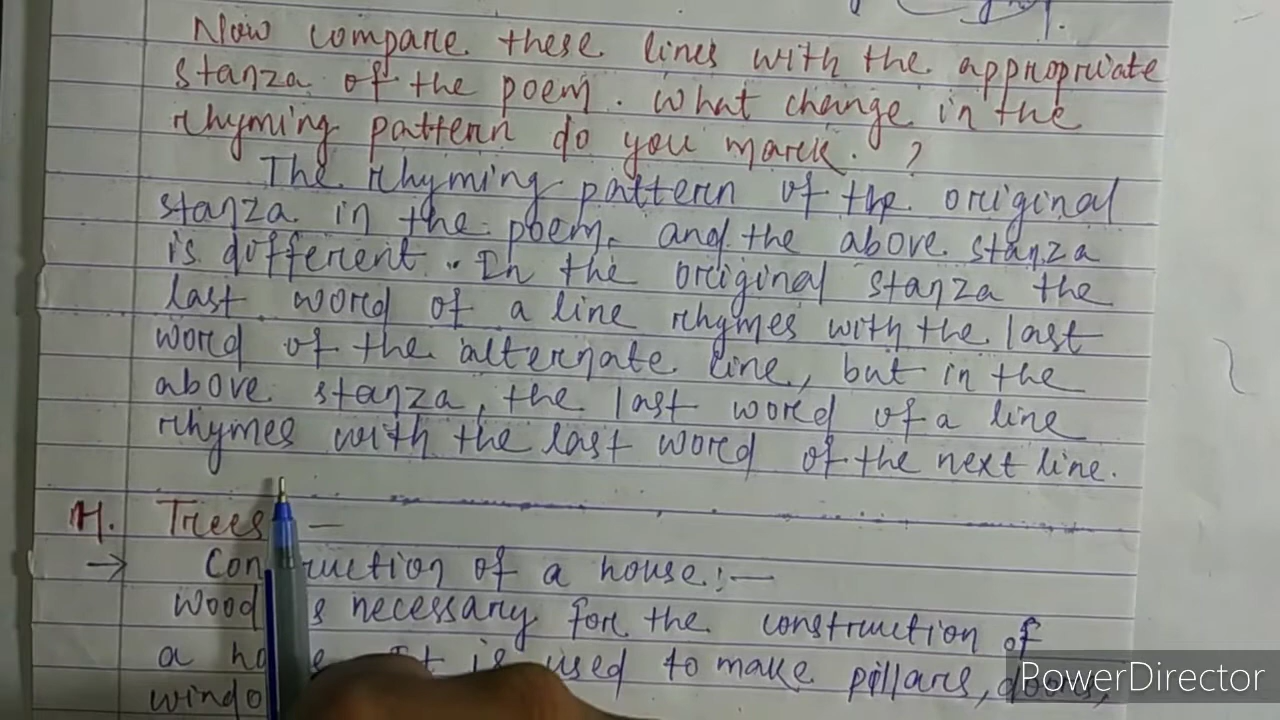 Now compare these lines with the appropriate
stanza of the poem. What change in the
rhyming pattern do you mark. ?
The rhyming pattern of the original
stanza in the poem. and the above stanza
is different. In the original stanza the
last word of a line rhymes with the last
word of the alternate line, but in the
above stanza, the last word of a line
rhymes with the last word of the next line.
H. Trees -
→ Construction of a house:-
Wood is necessary for the construction of
a It is used to make pillars, doors,
PowerDirector